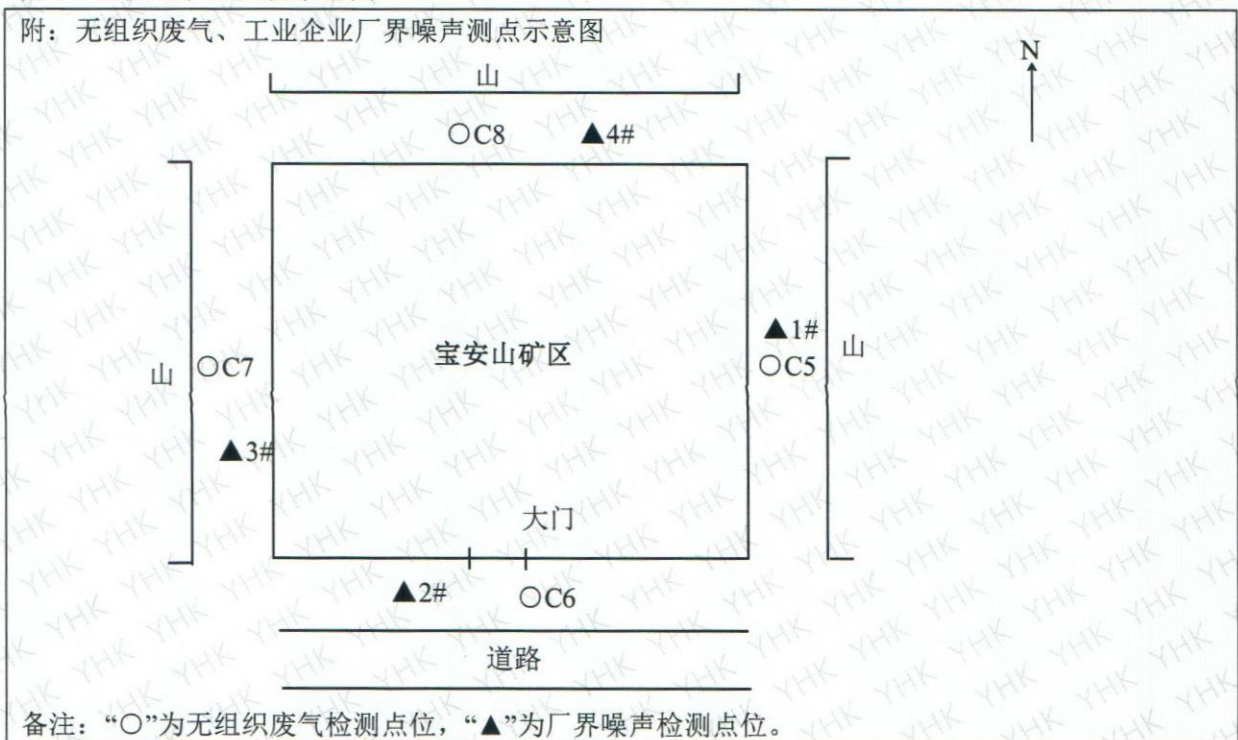 附：无组织废气、工业企业厂界噪声测点示意图
N
山
○C8 ▲4#
▲1#
宝安山矿区
山 ○C7
○C5 山
▲3#
大门
▲2# ○C6
道路
备注：“○”为无组织废气检测点位，“▲”为厂界噪声检测点位。
YHK